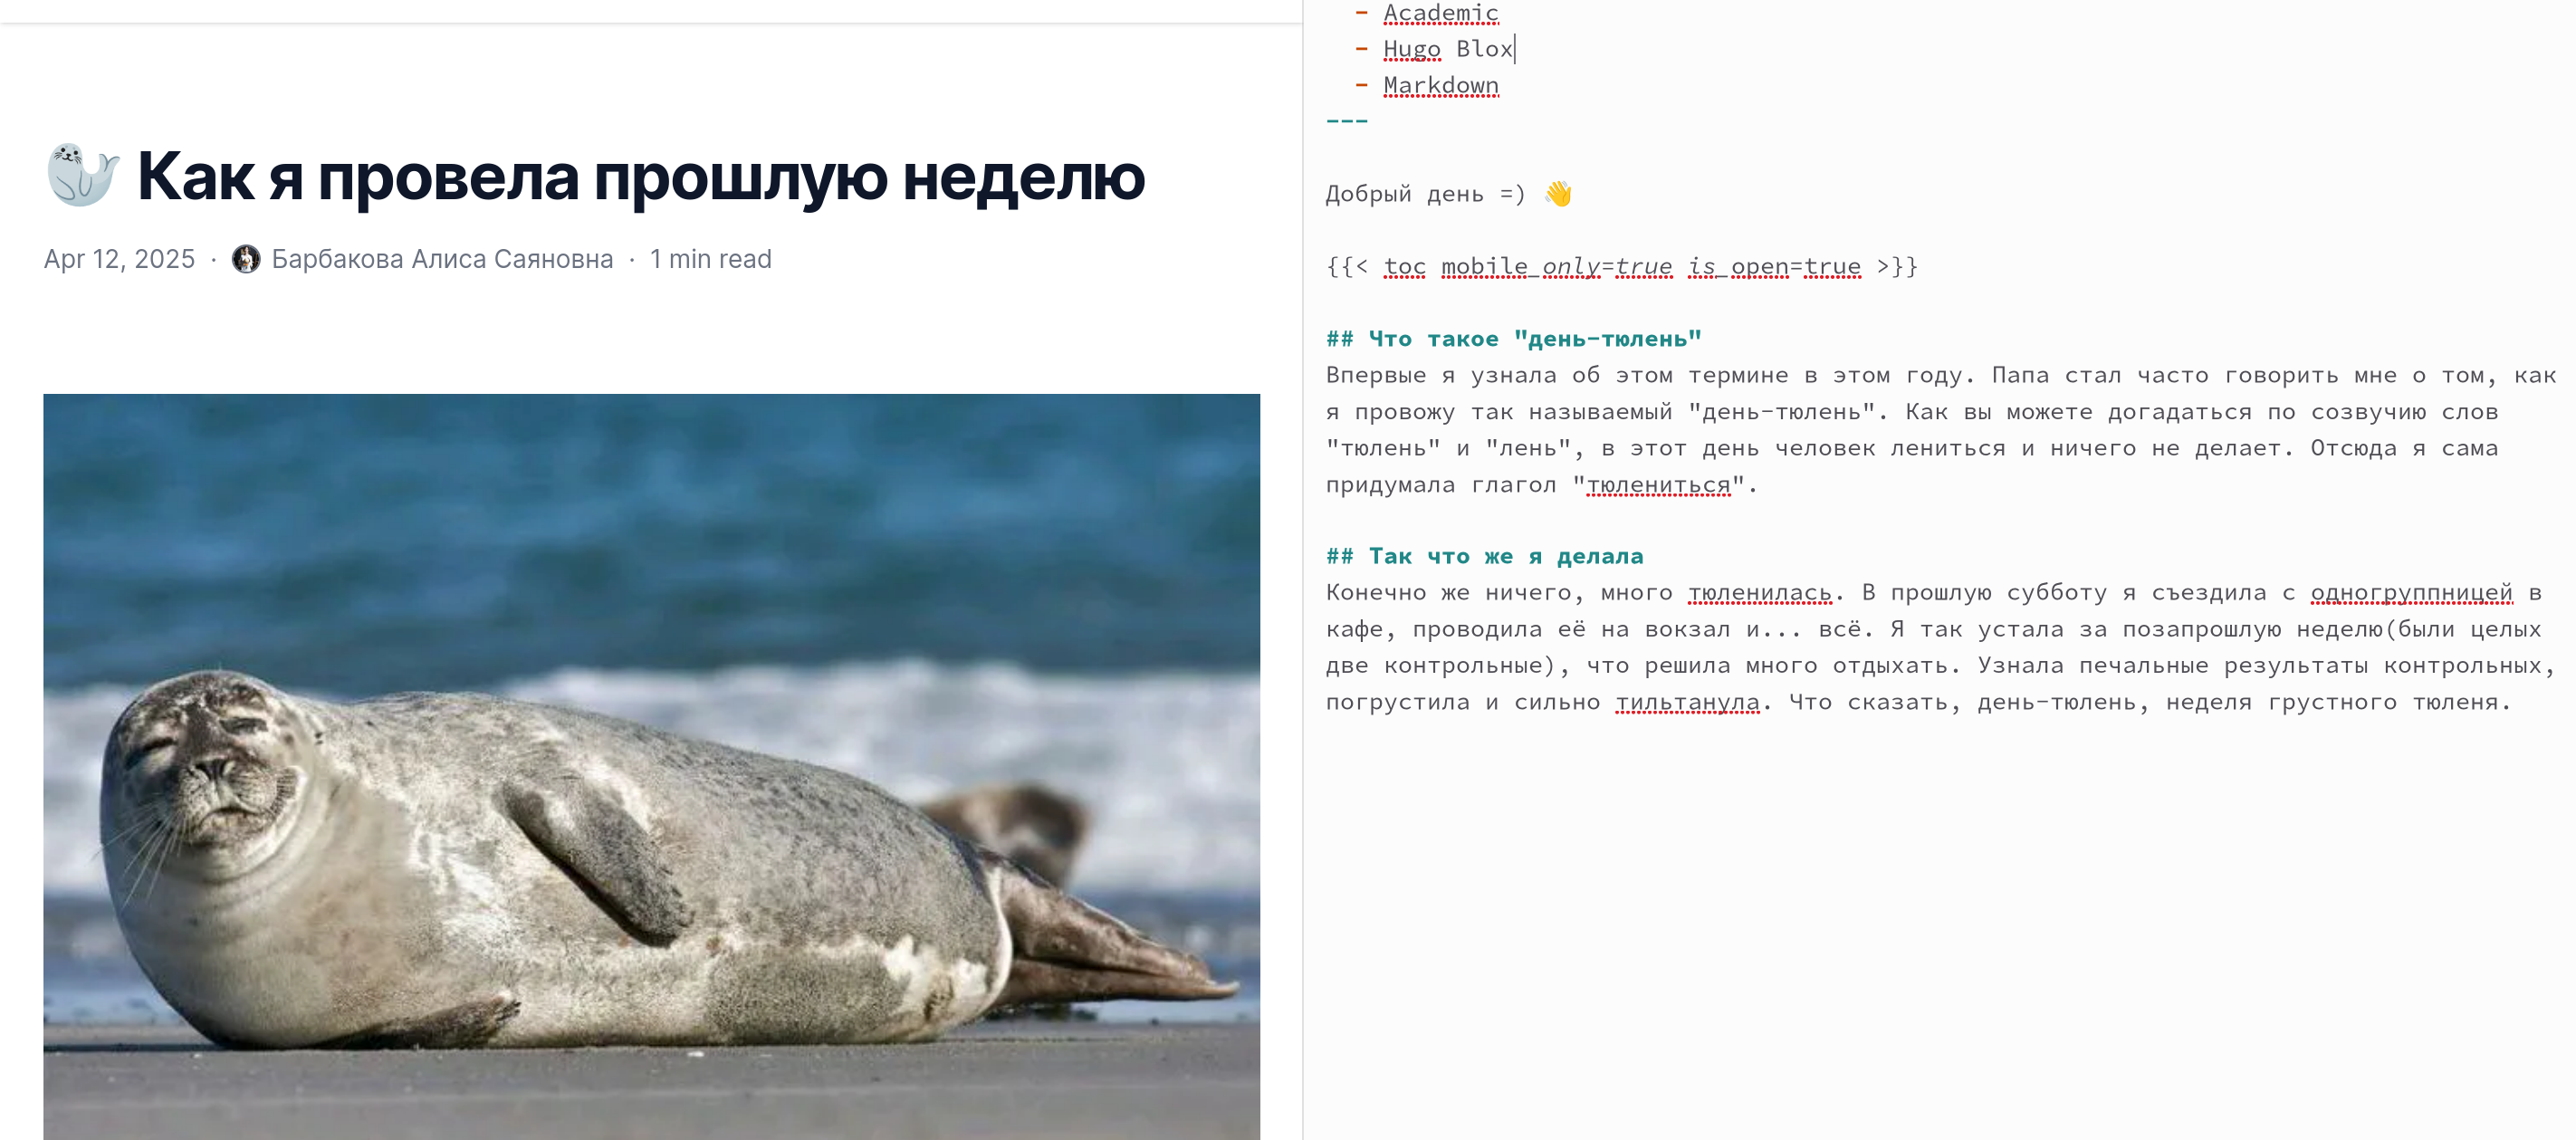 🦭 Как я провела прошлую неделю
Apr 12, 2025 · Барбакова Алиса Саяновна · 1 min read
- Academic
- Hugo Blox
- Markdown
---
Добрый день =) 👋
{{< toc mobile_only=true is_open=true >}}
## Что такое "день-тюлень"
Впервые я узнала об этом термине в этом году. Папа стал часто говорить мне о том, как
я провожу так называемый "день-тюлень". Как вы можете догадаться по созвучию слов
"тюлень" и "лень", в этот день человек лениться и ничего не делает. Отсюда я сама
придумала глагол "тюлениться".
## Так что же я делала
Конечно же ничего, много тюленилась. В прошлую субботу я съездила с одногруппницей в
кафе, проводила её на вокзал и... всё. Я так устала за позапрошлую неделю(были целых
две контрольные), что решила много отдыхать. Узнала печальные результаты контрольных,
погрустила и сильно тильтанула. Что сказать, день-тюлень, неделя грустного тюленя.